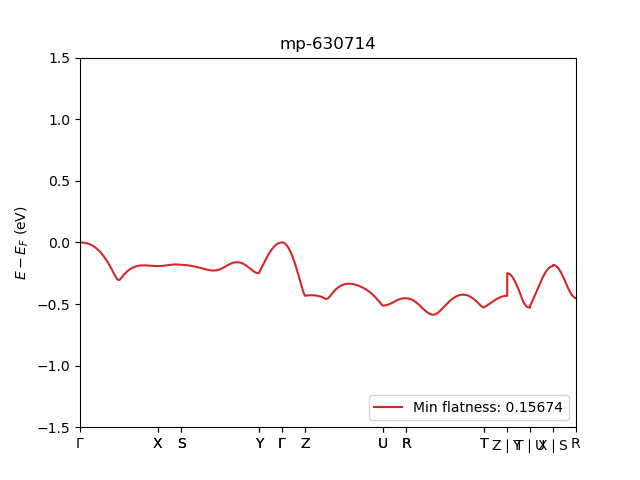 mp-630714
E − E_F (eV)
1.5
1.0
0.5
0.0
−0.5
−1.0
−1.5
Min flatness: 0.15674
Γ X S Y Γ Z U R T Z|Y T|U X|S R